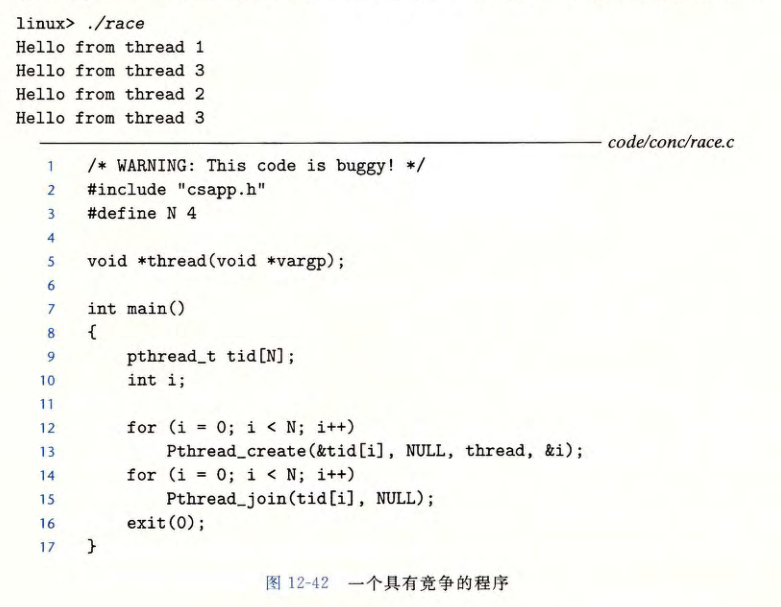 linux> ./race
Hello from thread 1
Hello from thread 3
Hello from thread 2
Hello from thread 3
code/conc/race.c
1 /* WARNING: This code is buggy! */
2 #include "csapp.h"
3 #define N 4
4
5 void *thread(void *vargp);
6
7 int main()
8 {
9 pthread_t tid[N];
10 int i;
11
12 for (i = 0; i < N; i++)
13 Pthread_create(&tid[i], NULL, thread, &i);
14 for (i = 0; i < N; i++)
15 Pthread_join(tid[i], NULL);
16 exit(0);
17 }
图 12-42 一个具有竞争的程序